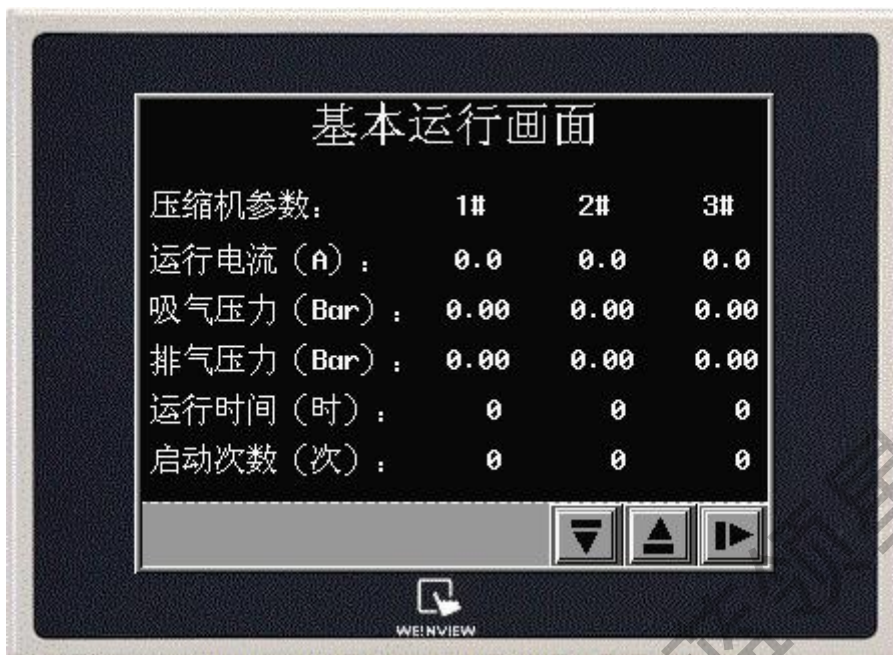 基本运行画面
压缩机参数: 1# 2# 3#
运行电流（A）: 0.0 0.0 0.0
吸气压力（Bar）: 0.00 0.00 0.00
排气压力（Bar）: 0.00 0.00 0.00
运行时间（时）: 0 0 0
启动次数（次）: 0 0 0
WE!NVIEW